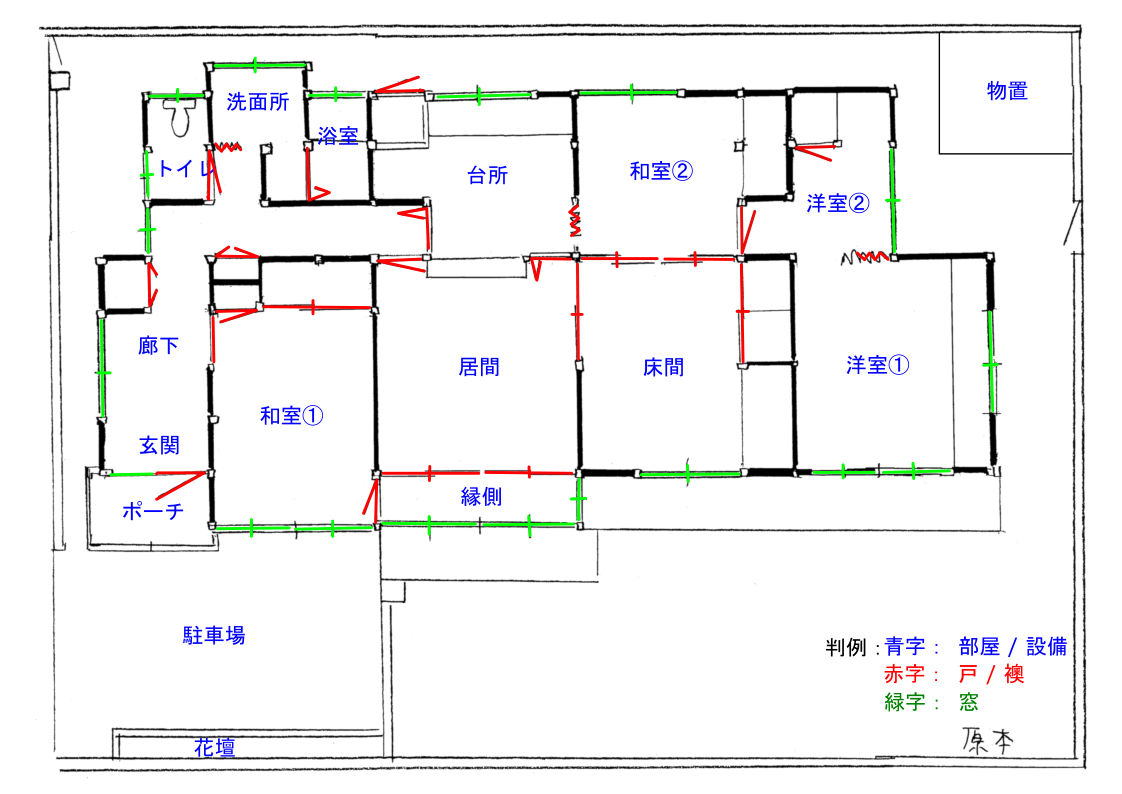 物置
洗面所
浴室
トイレ
台所
和室②
洋室②
廊下
居間
床間
洋室①
和室①
玄関
縁側
ポーチ
駐車場
判例：青字： 部屋 / 設備
赤字： 戸 / 襖
緑字： 窓
原本
花壇